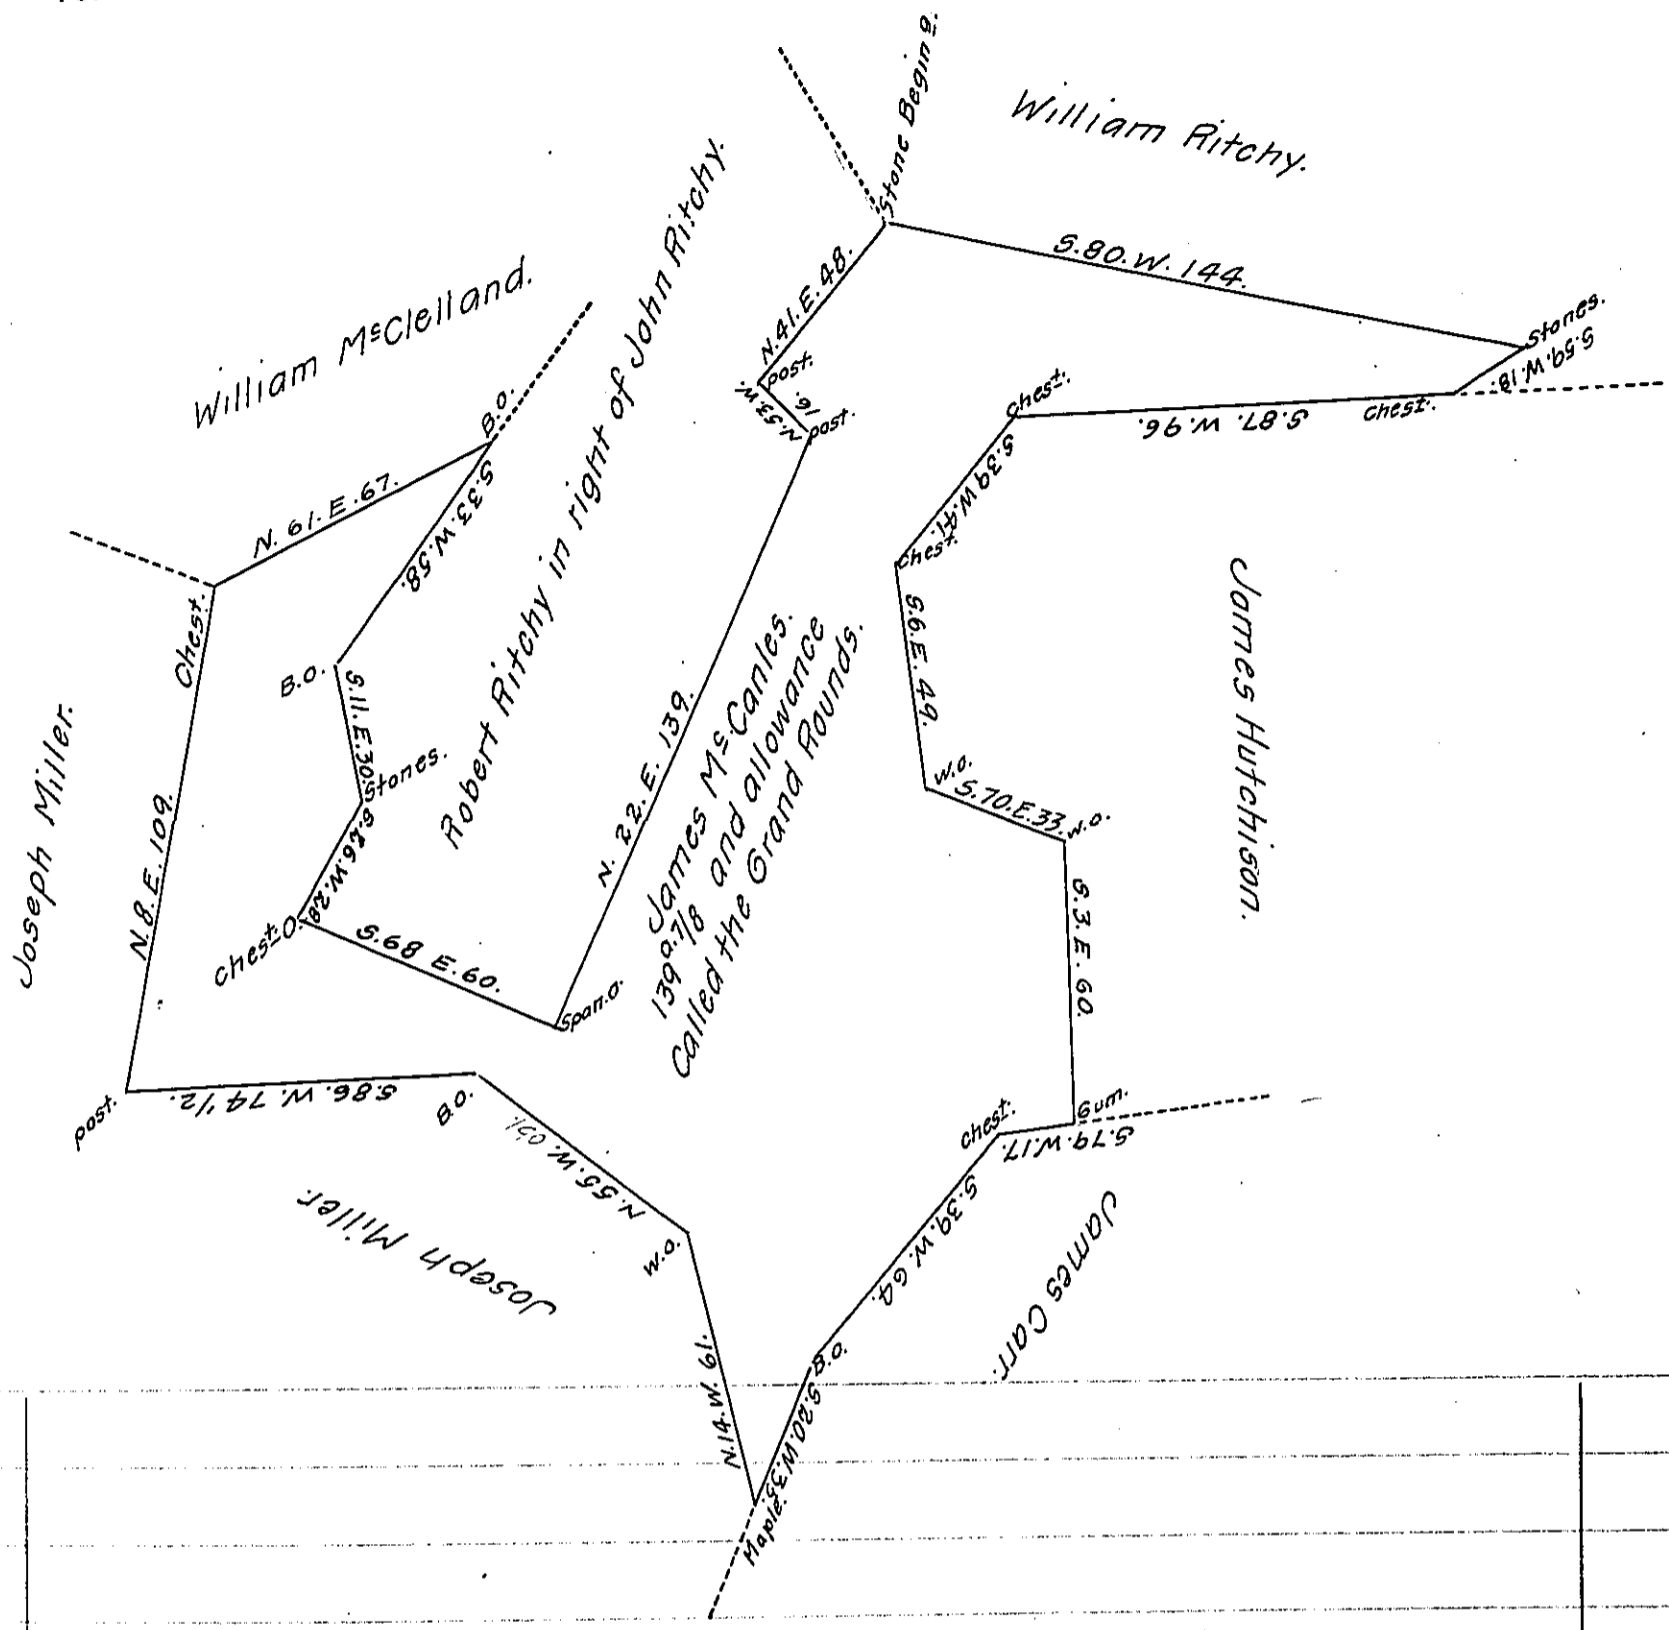 Stone Begin g.
William Ritchy.
S.80.W. 144.
Stones.
S.59.W.18.
Chest.
S.87.W.96.
Chest.
S.39 W.41.
Chest.
S.6.E.49.
W.O.
S.70.E.33.
W.O.
S.3.E.60.
James Hutchison.
Gum.
S.79.W.17.
Chest.
S.39.W.64.
James Carr.
B.O.
S.20.W.35.
Maple.
N.14.W.61.
W.O.
N.55.W.
Joseph Miller.
B.O.
S.86.W.74 1/2.
post.
N.8.E.109.
Joseph Miller.
Chest.
N.61.E.67.
William McClelland.
B.O.
S.33.W.58.
B.O.
S.11.E.30.
Stones.
S.26.W.28
Chest. O.
S.68 E.60.
Span.o.
N. 22. E. 139.
post.
N.53 W. 16.
post.
N.41.E.48.
Robert Ritchy in right of John Ritchy.
James McCanles.
139 a. 7/8 and allowance
Called the Grand Rounds.